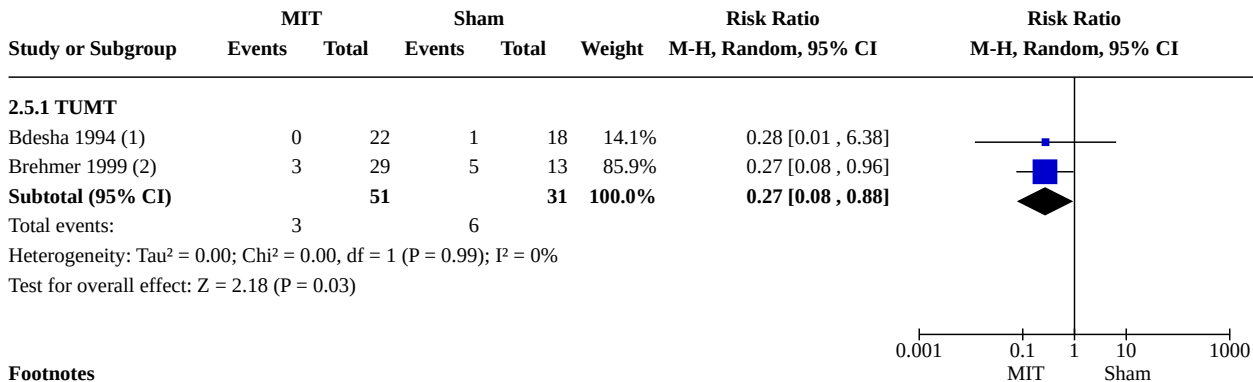 MIT Sham Risk Ratio Risk Ratio
Study or Subgroup Events Total Events Total Weight M-H, Random, 95% CI M-H, Random, 95% CI
2.5.1 TUMT
Bdesha 1994 (1) 0 22 1 18 14.1% 0.28 [0.01 , 6.38]
Brehmer 1999 (2) 3 29 5 13 85.9% 0.27 [0.08 , 0.96]
Subtotal (95% CI) 51 31 100.0% 0.27 [0.08 , 0.88]
Total events: 3 6
Heterogeneity: Tau² = 0.00; Chi² = 0.00, df = 1 (P = 0.99); I² = 0%
Test for overall effect: Z = 2.18 (P = 0.03)
0.001 0.1 1 10 1000
Footnotes MIT Sham